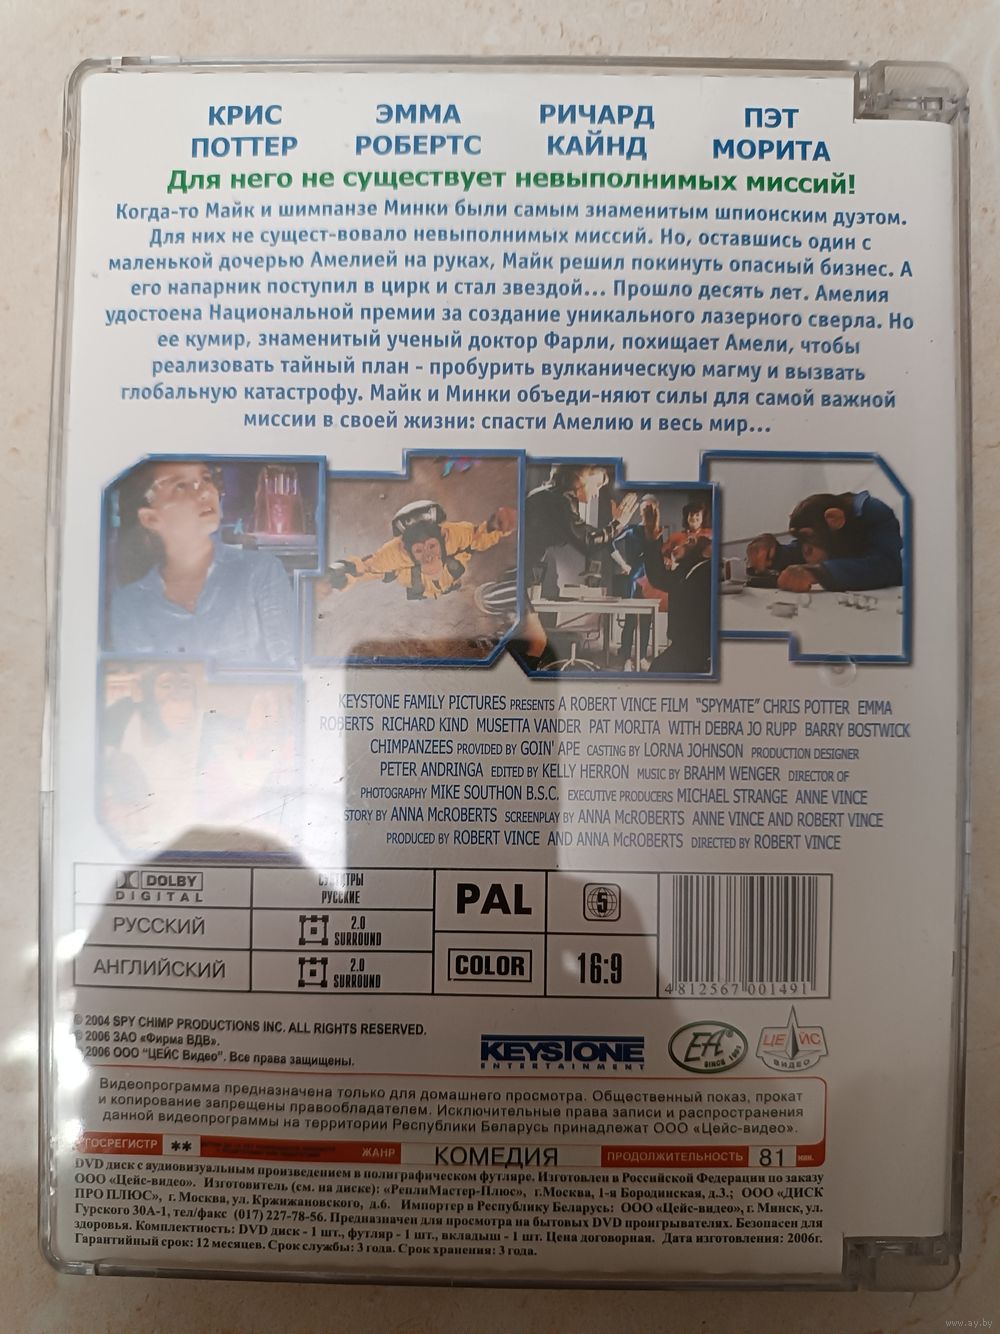 КРИС ПОТТЕР
ЭММА РОБЕРТС
РИЧАРД КАЙНД
ПЭТ МОРИТА
Для него не существует невыполнимых миссий!
Когда-то Майк и шимпанзе Минки были самым знаменитым шпионским дуэтом.
Для них не сущест-вовало невыполнимых миссий. Но, оставшись один с
маленькой дочерью Амелией на руках, Майк решил покинуть опасный бизнес. А
его напарник поступил в цирк и стал звездой... Прошло десять лет. Амелия
удостоена Национальной премии за создание уникального лазерного сверла. Но
ее кумир, знаменитый ученый доктор Фарли, похищает Амели, чтобы
реализовать тайный план - пробурить вулканическую магму и вызвать
глобальную катастрофу. Майк и Минки объеди-няют силы для самой важной
миссии в своей жизни: спасти Амелию и весь мир...
KEYSTONE FAMILY PICTURES PRESENTS A ROBERT VINCE FILM "SPYMATE" CHRIS POTTER EMMA
ROBERTS RICHARD KIND MUSETTA VANDER PAT MORITA WITH DEBRA JO RUPP BARRY BOSTWICK
CHIMPANZEES PROVIDED BY GOIN' APE CASTING BY LORNA JOHNSON PRODUCTION DESIGNER
PETER ANDRINGA EDITED BY KELLY HERRON MUSIC BY BRAHM WENGER DIRECTOR OF
PHOTOGRAPHY MIKE SOUTHON B.S.C. EXECUTIVE PRODUCERS MICHAEL STRANGE ANNE VINCE
STORY BY ANNA McROBERTS SCREENPLAY BY ANNA McROBERTS ANNE VINCE AND ROBERT VINCE
PRODUCED BY ROBERT VINCE AND ANNA McROBERTS DIRECTED BY ROBERT VINCE
DOLBY DIGITAL
СУБТИТРЫ РУССКИЕ
РУССКИЙ
2.0 SURROUND
АНГЛИЙСКИЙ
2.0 SURROUND
PAL
5
COLOR
16:9
4 812567 001491
© 2004 SPY CHIMP PRODUCTIONS INC. ALL RIGHTS RESERVED.
© 2006 ЗАО «Фирма ВДВ».
© 2006 ООО "ЦЕЙС Видео". Все права защищены.
KEYSTONE
ENTERTAINMENT
SINCE 1991
ЦЕЙС
ВИДЕО
Видеопрограмма предназначена только для домашнего просмотра. Общественный показ, прокат
и копирование запрещены правообладателем. Исключительные права записи и распространения
данной видеопрограммы на территории Республики Беларусь принадлежат ООО «Цейс-видео».
ГОСРЕГИСТР ** ЖАНР КОМЕДИЯ ПРОДОЛЖИТЕЛЬНОСТЬ 81 мин.
DVD диск с аудиовизуальным произведением в полиграфическом футляре. Изготовлен в Российской Федерации по заказу
ООО «Цейс-видео». Изготовитель (см. на диске): «РеплиМастер-Плюс», г.Москва, 1-я Бородинская, д.3.; ООО «ДИСК
ПРО ПЛЮС», г. Москва, ул. Кржижановского, д.6. Импортер в Республику Беларусь: ООО «Цейс-видео», г. Минск, ул.
Гурского 30А-1, тел/факс (017) 227-78-56. Предназначен для просмотра на бытовых DVD проигрывателях. Безопасен для
здоровья. Комплектность: DVD диск - 1 шт., футляр - 1 шт., вкладыш - 1 шт. Цена договорная. Дата изготовления: 2006г.
Гарантийный срок: 12 месяцев. Срок службы: 3 года. Срок хранения: 3 года.
www.ay.by